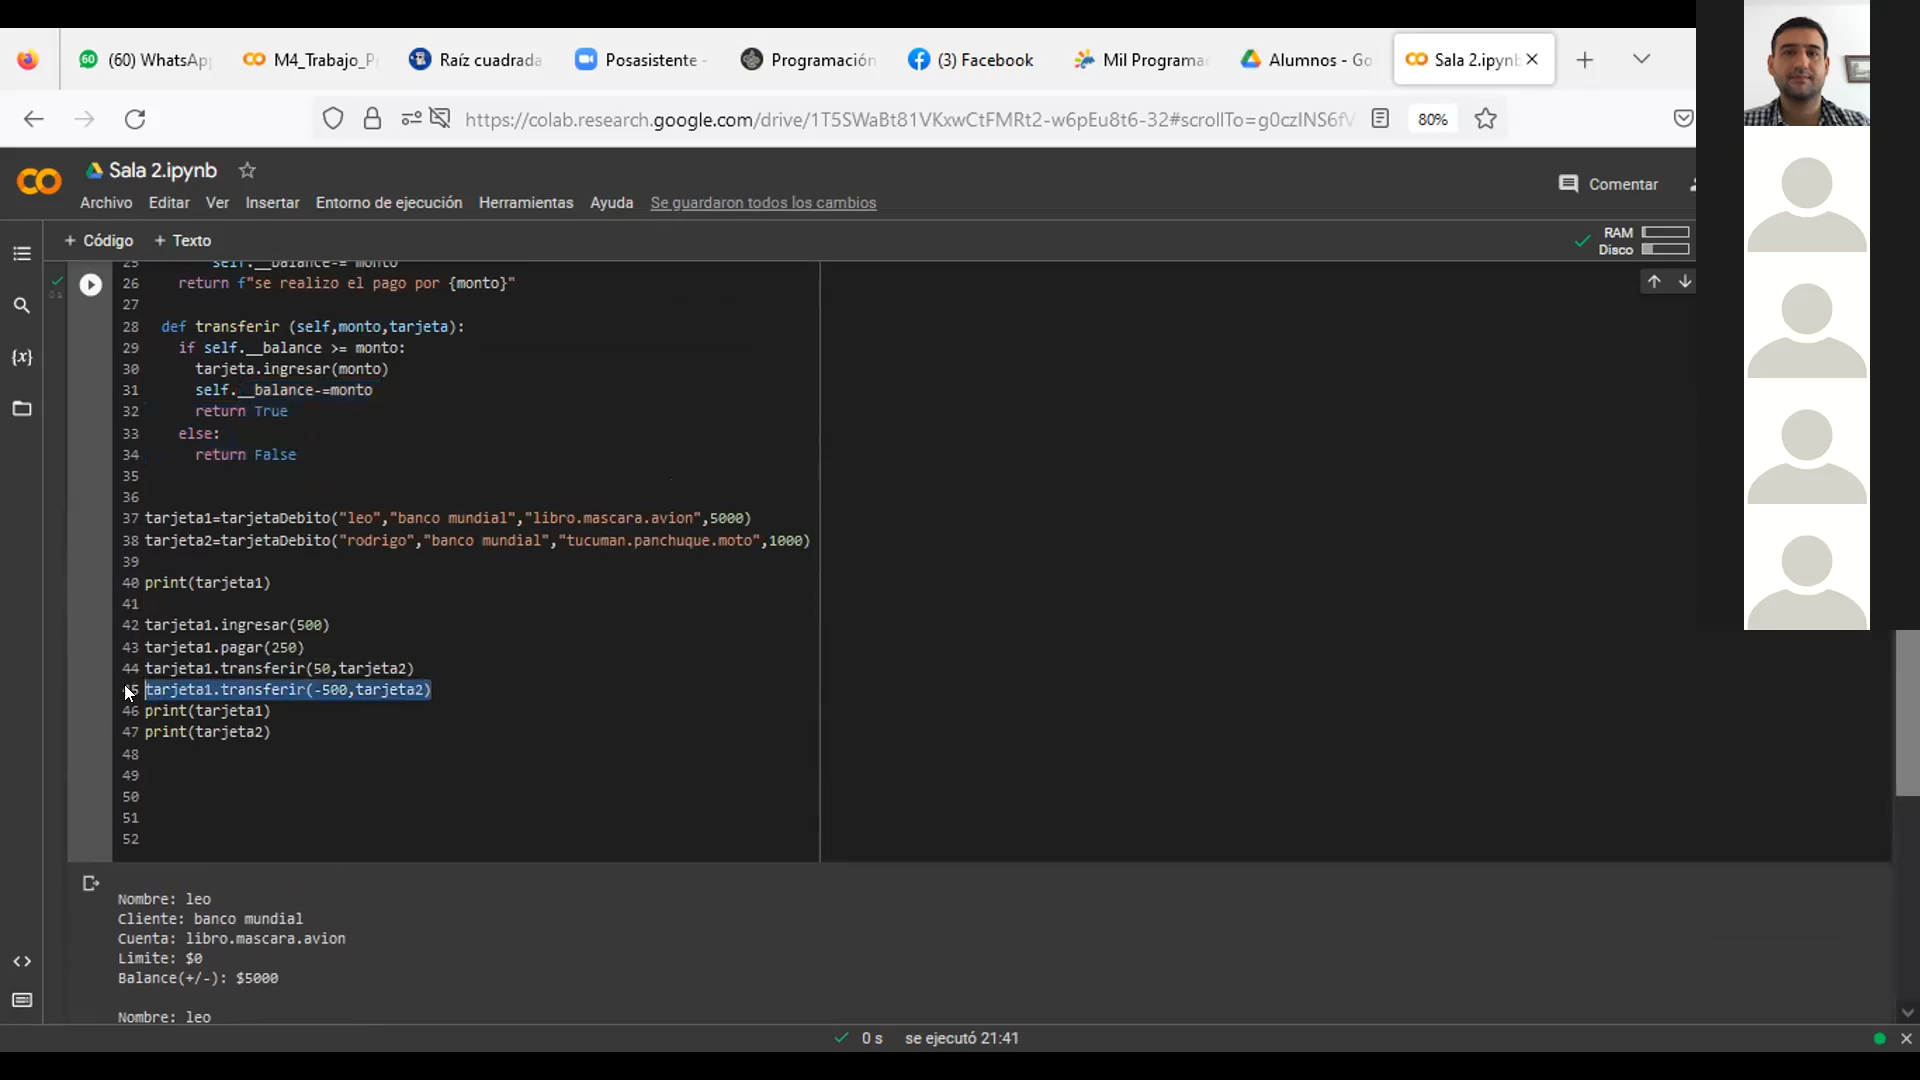 (60) WhatsAp
M4_Trabajo_P
Raíz cuadrada
Posasistente -
Programación
(3) Facebook
Mil Programa
Alumnos - Go
Sala 2.ipynb
https://colab.research.google.com/drive/1T5SWaBt81VKxwCtFMRt2-w6pEu8t6-32#scrollTo=g0czINS6fV
80%
Sala 2.ipynb
Archivo Editar Ver Insertar Entorno de ejecución Herramientas Ayuda Se guardaron todos los cambios
Comentar
+ Código + Texto
RAM
Disco
25 self.__balance-= monto
26 return f"se realizo el pago por {monto}"
27
28 def transferir (self,monto,tarjeta):
29 if self.__balance >= monto:
30 tarjeta.ingresar(monto)
31 self.__balance-=monto
32 return True
33 else:
34 return False
35
36
37 tarjeta1=tarjetaDebito("leo","banco mundial","libro.mascara.avion",5000)
38 tarjeta2=tarjetaDebito("rodrigo","banco mundial","tucuman.panchuque.moto",1000)
39
40 print(tarjeta1)
41
42 tarjeta1.ingresar(500)
43 tarjeta1.pagar(250)
44 tarjeta1.transferir(50,tarjeta2)
45 tarjeta1.transferir(-500,tarjeta2)
46 print(tarjeta1)
47 print(tarjeta2)
48
49
50
51
52
Nombre: leo
Cliente: banco mundial
Cuenta: libro.mascara.avion
Limite: $0
Balance(+/-): $5000
Nombre: leo
0 s se ejecutó 21:41